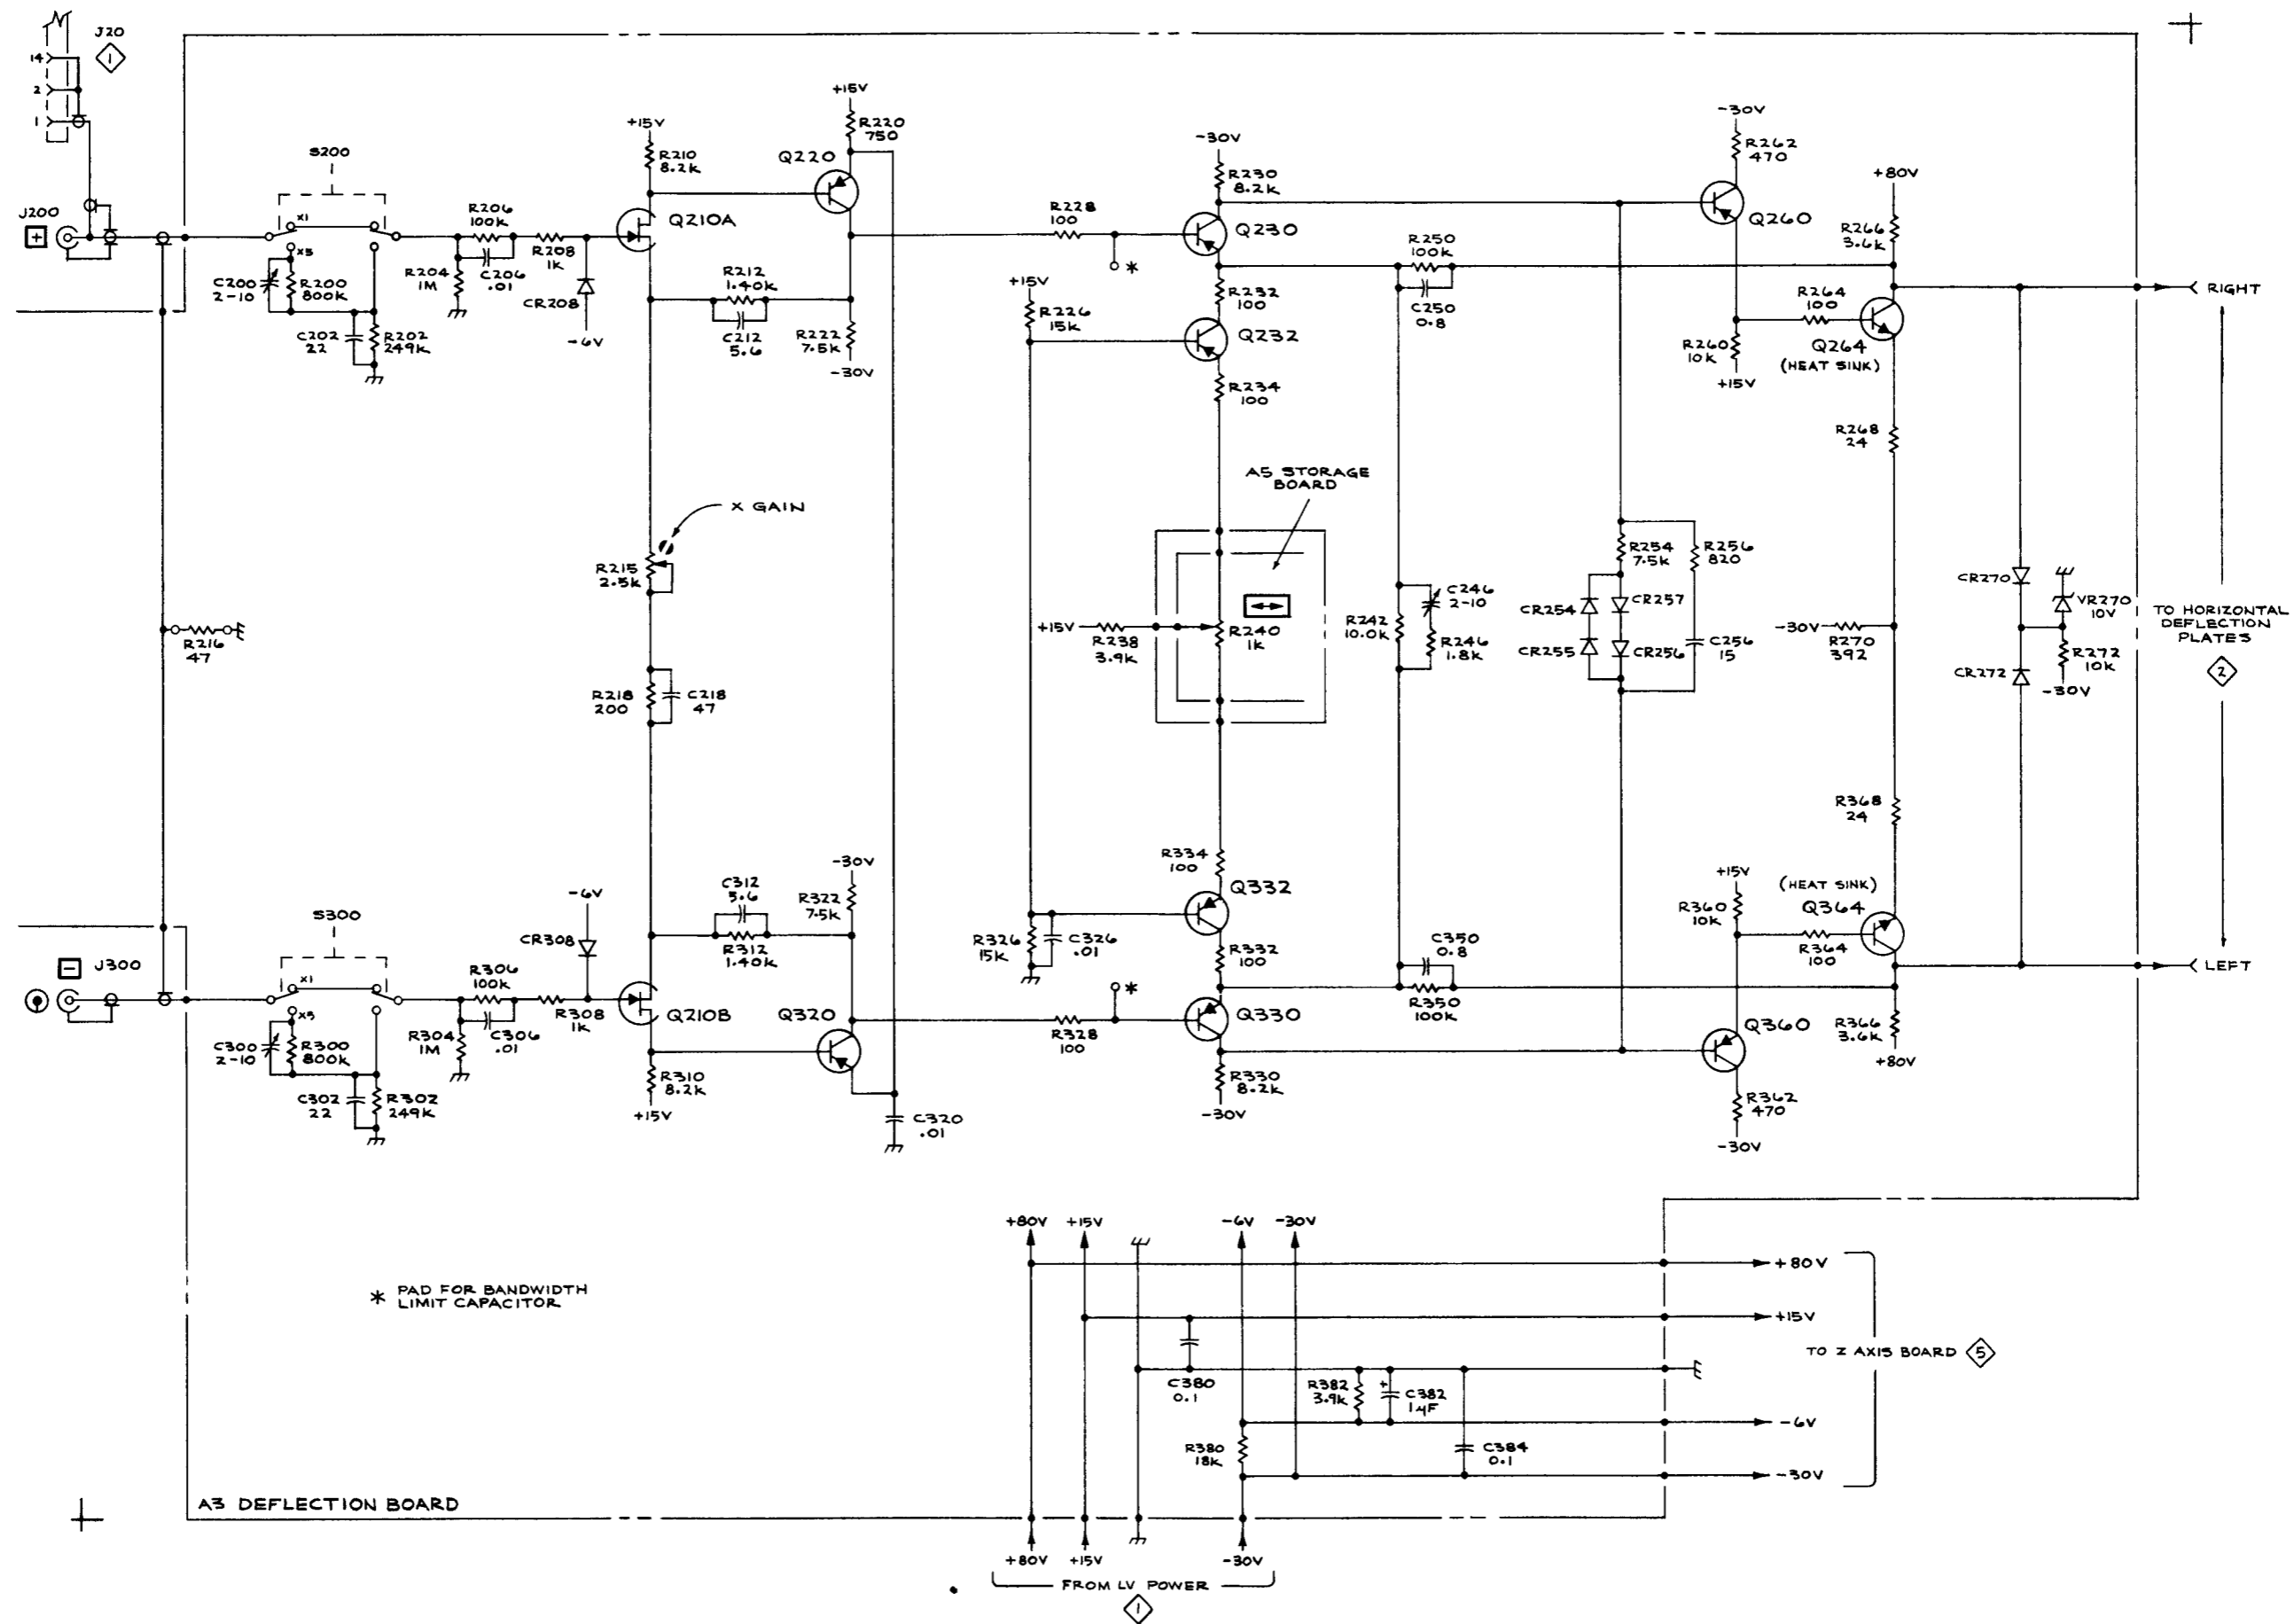 J20
1
14
2
1
J200
+
S200
X1
X5
C200
2-10
R200
800K
C202
22
R202
249K
R204
1M
R206
100K
C206
.01
R208
1K
CR208
-6V
+15V
R210
8.2K
Q210A
R212
1.40K
C212
5.6
Q220
+15V
R220
750
R222
7.5K
-30V
R228
100
*
+15V
R226
15K
-30V
R230
8.2K
Q230
R232
100
Q232
R234
100
R250
100K
C250
0.8
-30V
R262
470
Q260
R260
10K
+15V
R264
100
Q264
(HEAT SINK)
+80V
R266
3.6K
R268
24
RIGHT
X GAIN
R215
2.5K
R216
47
R218
200
C218
47
A5 STORAGE
BOARD
+15V
R238
3.9K
R240
1K
R242
10.0K
C246
2-10
R246
1.8K
R254
7.5K
R256
820
CR254
CR257
CR255
CR256
C256
15
-30V
R270
392
CR270
VR270
10V
CR272
R272
10K
-30V
TO HORIZONTAL
DEFLECTION
PLATES
2
- J300
S300
X1
X5
C300
2-10
R300
800K
C302
22
R302
249K
R304
1M
R306
100K
C306
.01
R308
1K
-6V
CR308
Q210B
R310
8.2K
+15V
C312
5.6
R312
1.40K
-30V
R322
7.5K
Q320
C320
.01
R326
15K
C326
.01
R328
100
*
R334
100
Q332
R332
100
Q330
R330
8.2K
-30V
C350
0.8
R350
100K
+15V
R360
10K
(HEAT SINK)
Q364
R364
100
Q360
R362
470
-30V
R368
24
R366
3.6K
+80V
LEFT
* PAD FOR BANDWIDTH
LIMIT CAPACITOR
+80V +15V -6V -30V
+80V
+15V
TO Z AXIS BOARD 5
-6V
-30V
C380
0.1
R382
3.9K
+
C382
1µF
R380
18K
C384
0.1
A3 DEFLECTION BOARD
+80V +15V -30V
FROM LV POWER
1